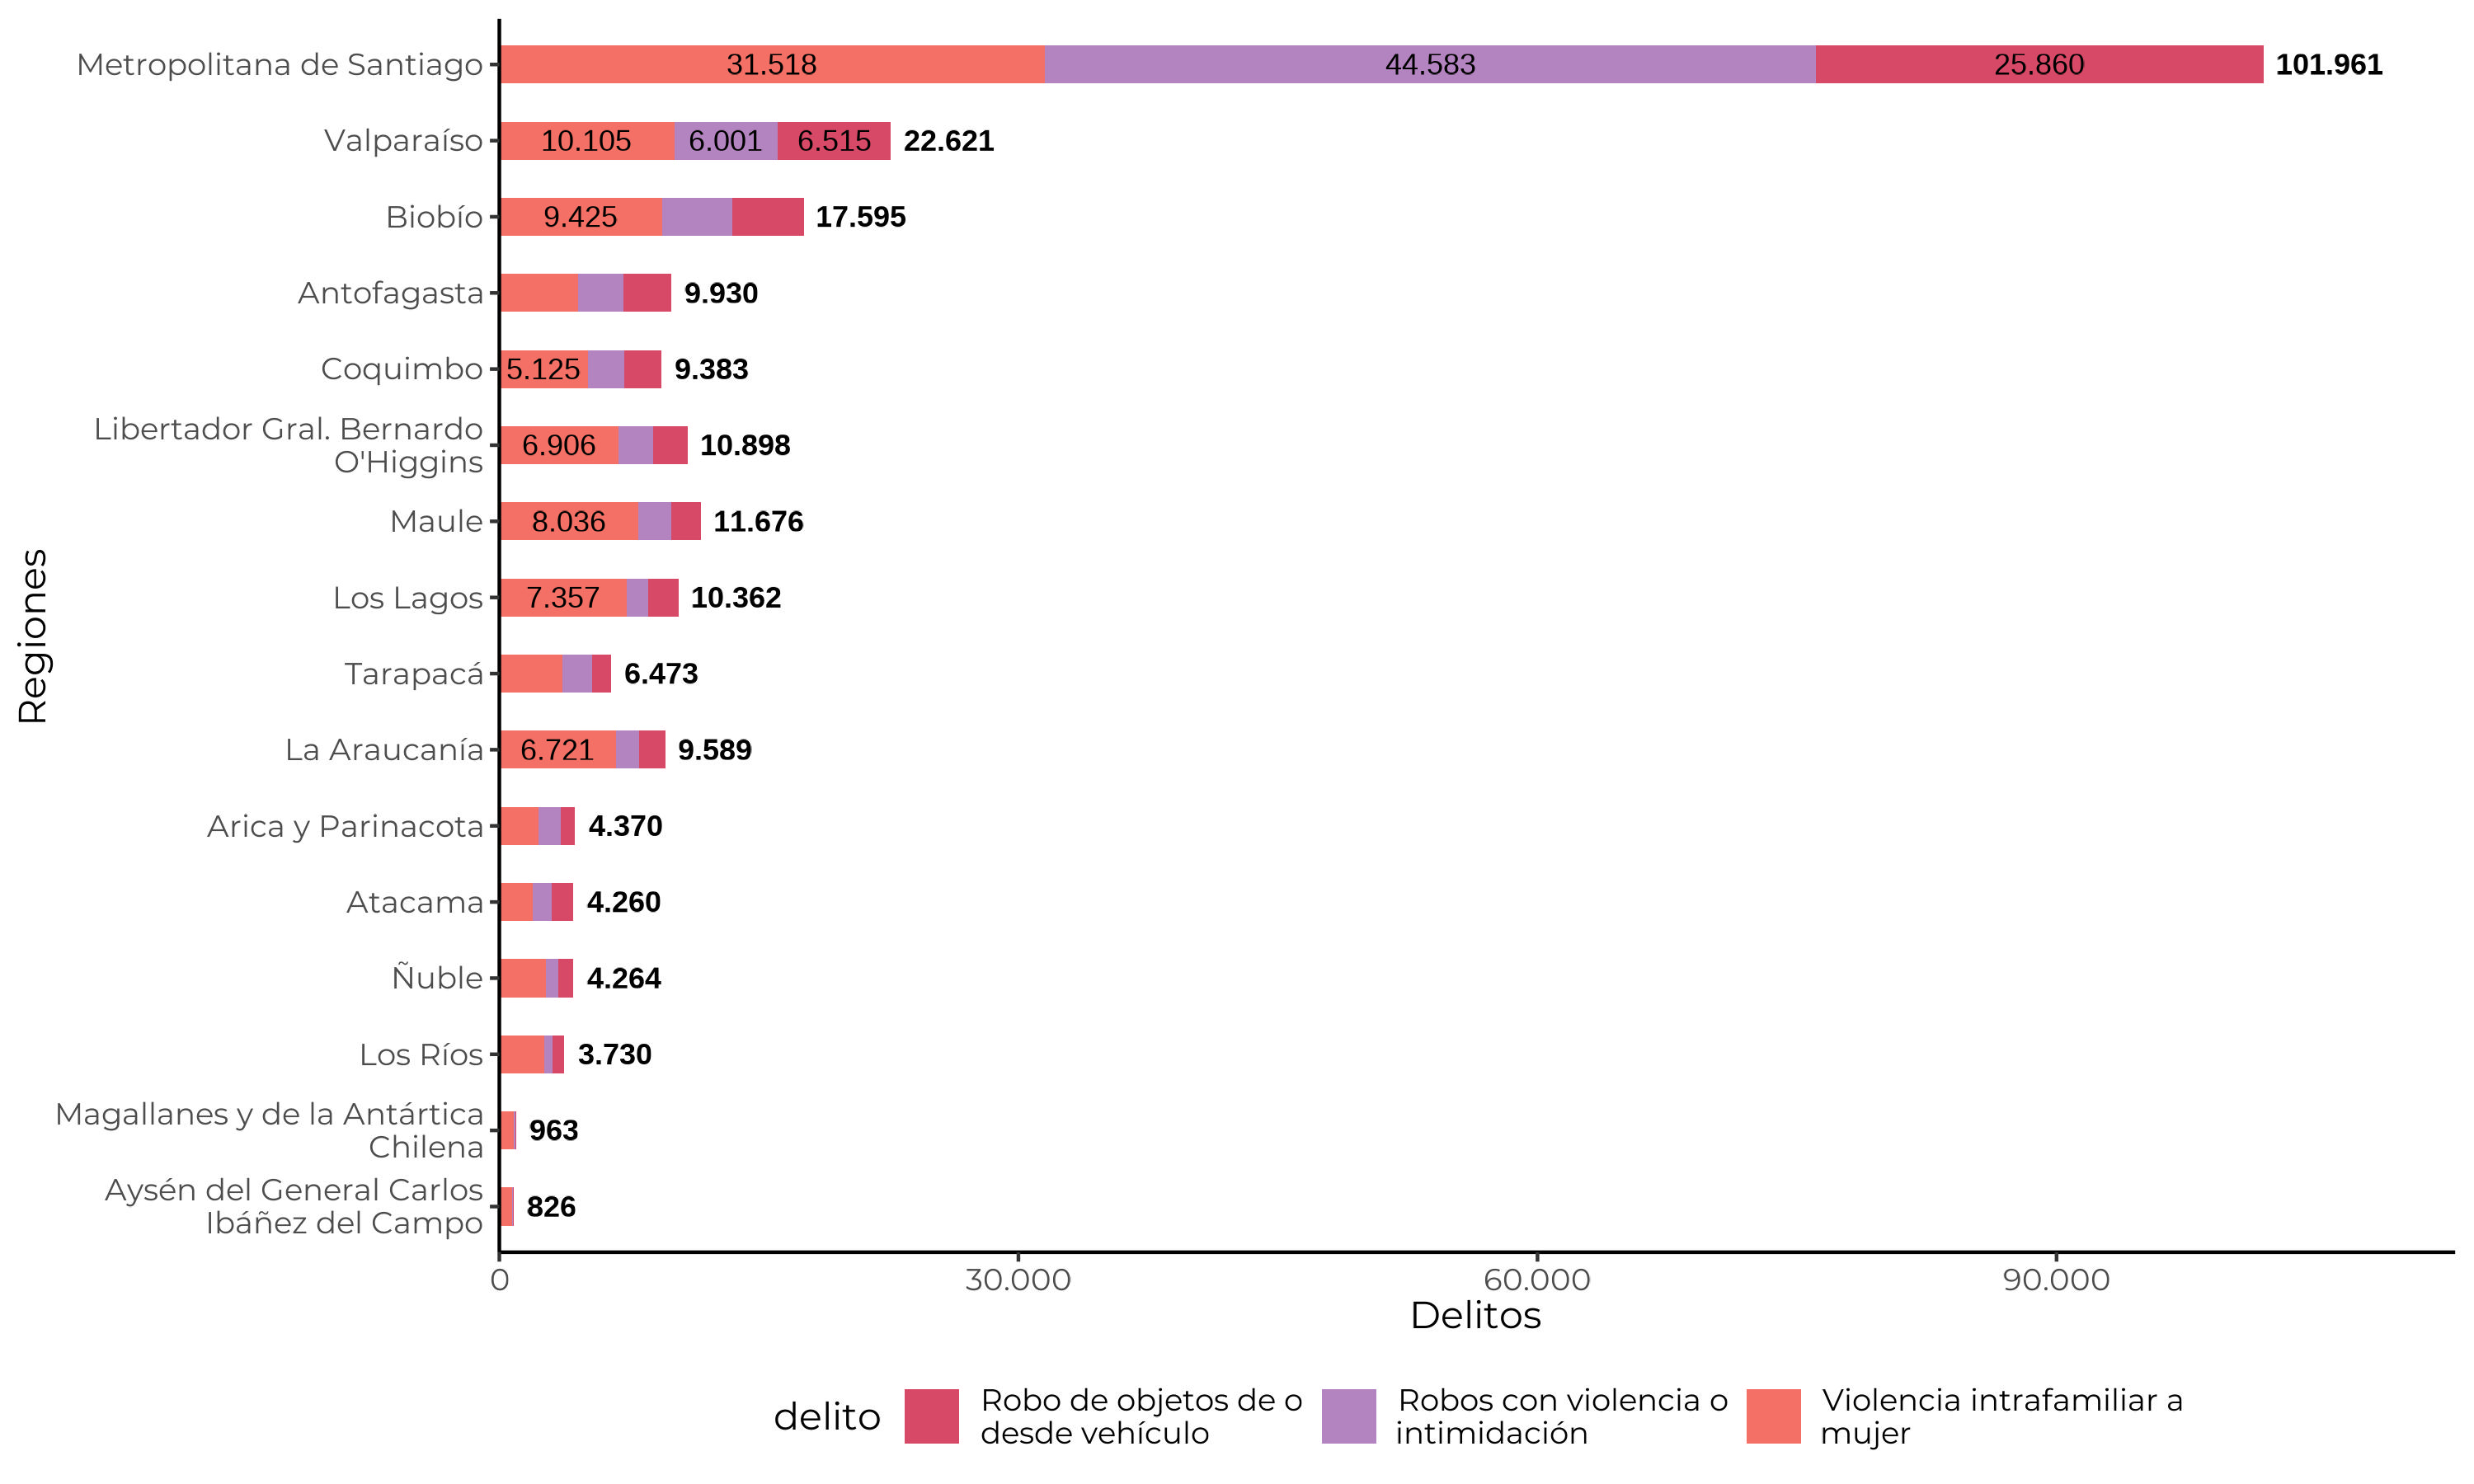 Metropolitana de Santiago 31.518 44.583 25.860 101.961
Valparaíso 10.105 6.001 6.515 22.621
Biobío 9.425 17.595
Antofagasta 9.930
Coquimbo 5.125 9.383
Libertador Gral. Bernardo
O'Higgins
6.906 10.898
Maule 8.036 11.676
Los Lagos 7.357 10.362
Tarapacá 6.473
La Araucanía 6.721 9.589
Arica y Parinacota 4.370
Atacama 4.260
Ñuble 4.264
Los Ríos 3.730
Magallanes y de la Antártica
Chilena
963
Aysén del General Carlos
Ibáñez del Campo
826
Regiones
0 30.000 60.000 90.000
Delitos
delito
Robo de objetos de o
desde vehículo
Robos con violencia o
intimidación
Violencia intrafamiliar a
mujer